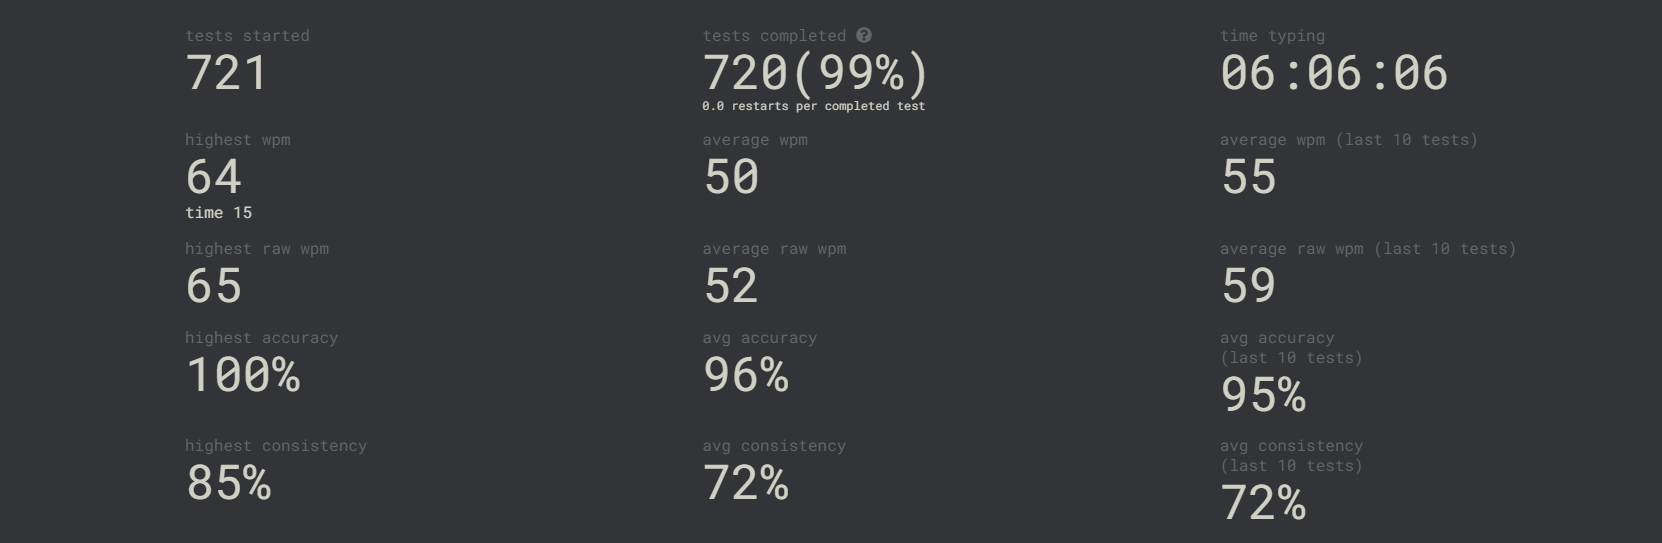 tests started
721
tests completed ?
720(99%)
0.0 restarts per completed test
time typing
06:06:06
highest wpm
64
time 15
average wpm
50
average wpm (last 10 tests)
55
highest raw wpm
65
average raw wpm
52
average raw wpm (last 10 tests)
59
highest accuracy
100%
avg accuracy
96%
avg accuracy
(last 10 tests)
95%
highest consistency
85%
avg consistency
72%
avg consistency
(last 10 tests)
72%